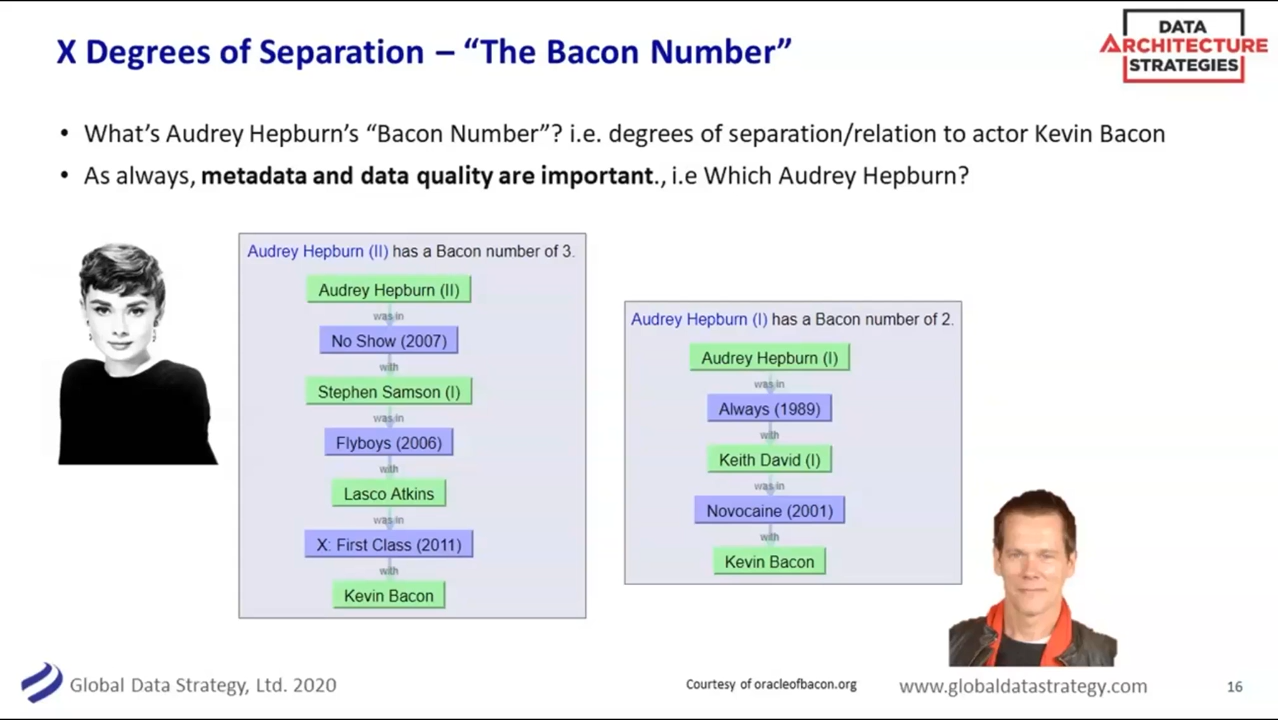 X Degrees of Separation – “The Bacon Number”
DATA
ARCHITECTURE
STRATEGIES
• What’s Audrey Hepburn’s “Bacon Number”? i.e. degrees of separation/relation to actor Kevin Bacon
• As always, metadata and data quality are important., i.e Which Audrey Hepburn?
Audrey Hepburn (II) has a Bacon number of 3.
Audrey Hepburn (II)
was in
No Show (2007)
with
Stephen Samson (I)
was in
Flyboys (2006)
with
Lasco Atkins
was in
X: First Class (2011)
with
Kevin Bacon
Audrey Hepburn (I) has a Bacon number of 2.
Audrey Hepburn (I)
was in
Always (1989)
with
Keith David (I)
was in
Novocaine (2001)
with
Kevin Bacon
Global Data Strategy, Ltd. 2020
Courtesy of oracleofbacon.org
www.globaldatastrategy.com
16